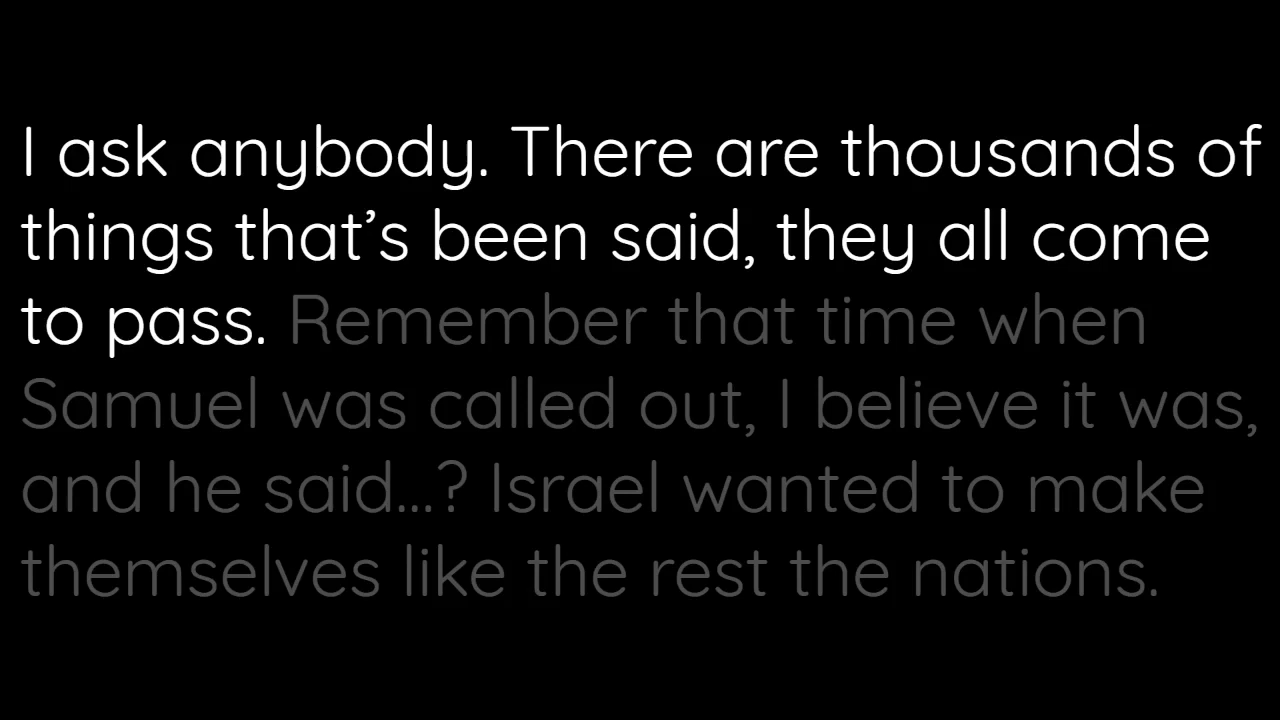 I ask anybody. There are thousands of
things that’s been said, they all come
to pass. Remember that time when
Samuel was called out, I believe it was,
and he said...? Israel wanted to make
themselves like the rest the nations.